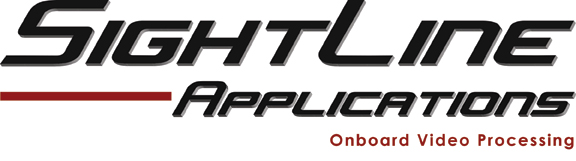 SightLine
Applications
Onboard Video Processing